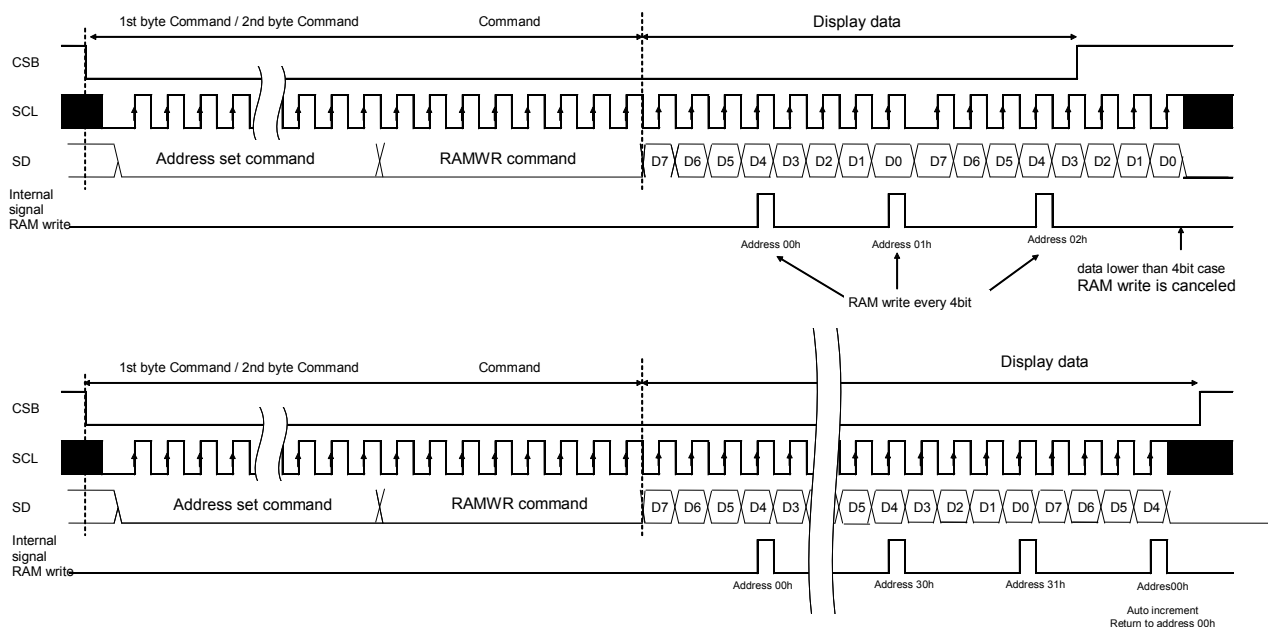 1st byte Command / 2nd byte Command Command Display data
CSB
SCL
SD Address set command RAMWR command D7 D6 D5 D4 D3 D2 D1 D0 D7 D6 D5 D4 D3 D2 D1 D0
Internal
signal
RAM write
Address 00h Address 01h Address 02h
data lower than 4bit case
RAM write is canceled
RAM write every 4bit
1st byte Command / 2nd byte Command Command Display data
CSB
SCL
SD Address set command RAMWR command D7 D6 D5 D4 D3 D5 D4 D3 D2 D1 D0 D7 D6 D5 D4
Internal
signal
RAM write
Address 00h Address 30h Address 31h Addres00h
Auto increment
Return to address 00h